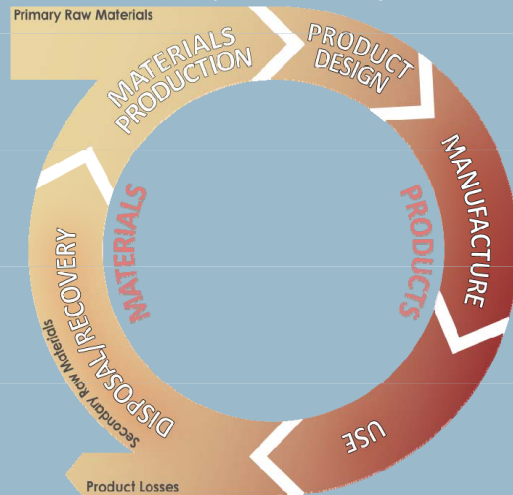 Primary Raw Materials
MATERIALS
PRODUCTION
PRODUCT
DESIGN
MANUFACTURE
MATERIALS
PRODUCTS
DISPOSAL/RECOVERY
Secondary Raw Materials
USE
Product Losses